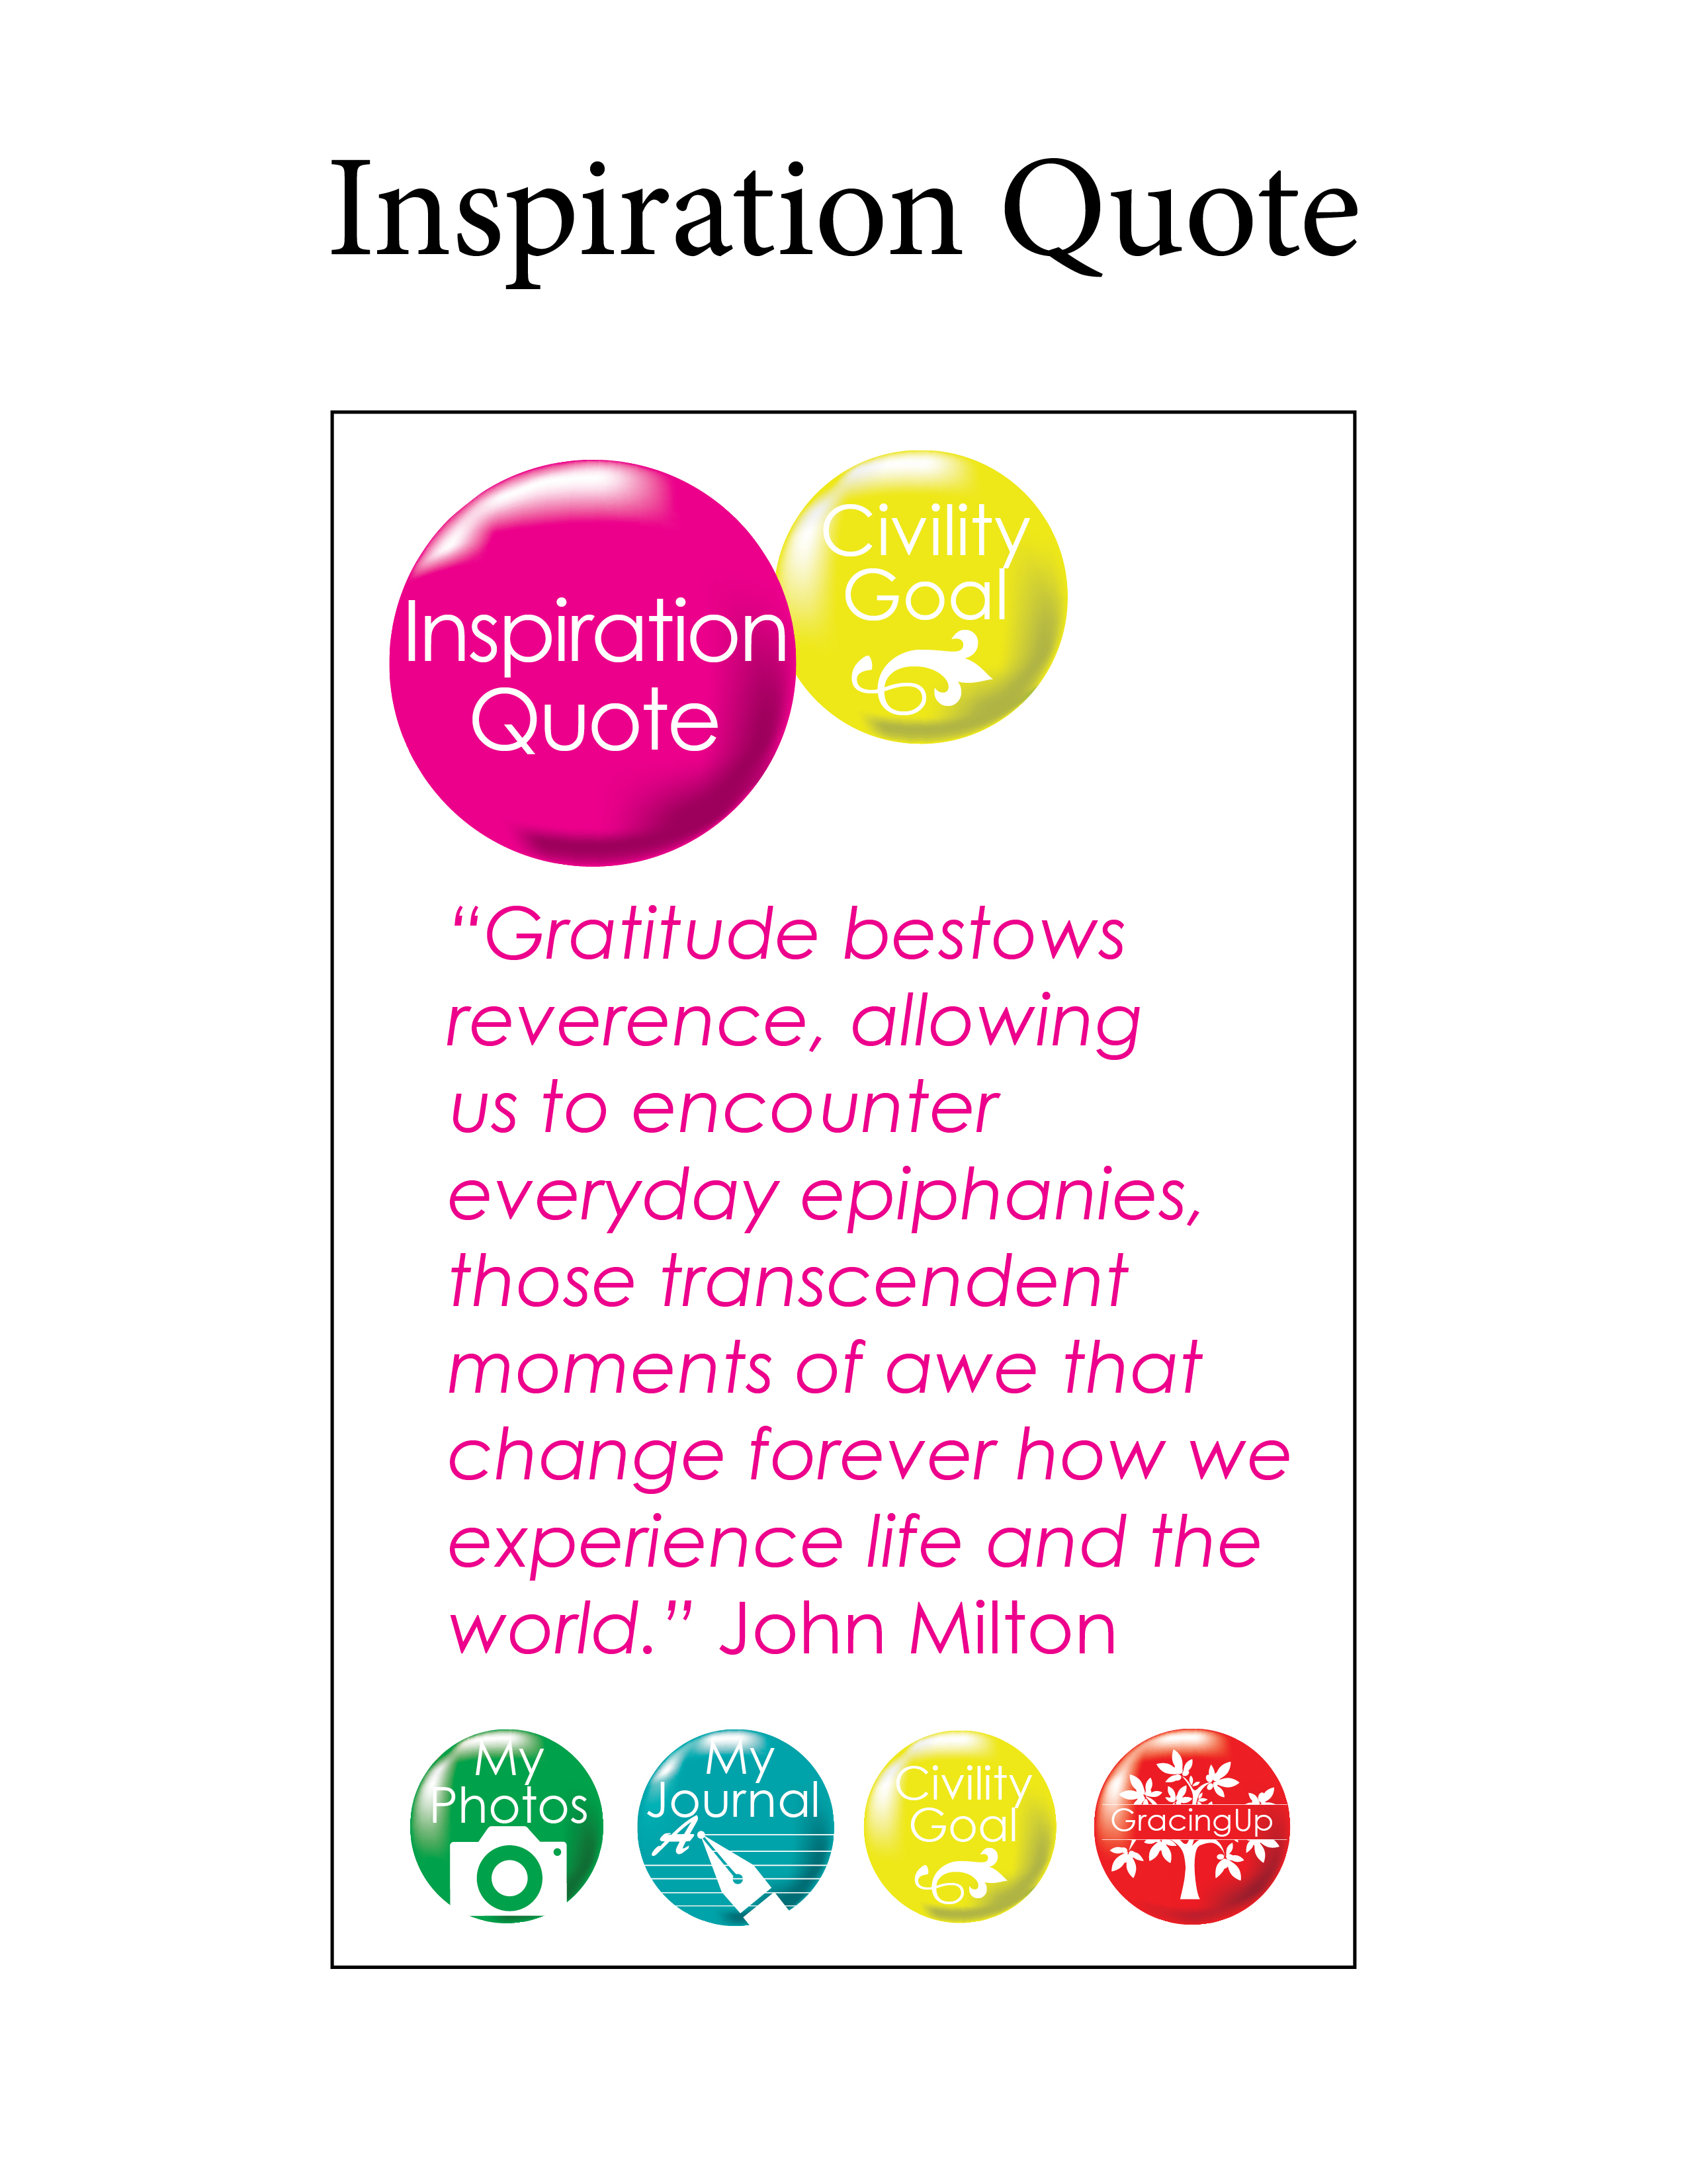 Inspiration Quote
Inspiration
Quote
Civility
Goal
“Gratitude bestows
reverence, allowing
us to encounter
everyday epiphanies,
those transcendent
moments of awe that
change forever how we
experience life and the
world.” John Milton
My
Photos
My
Journal
A
Civility
Goal
GracingUp